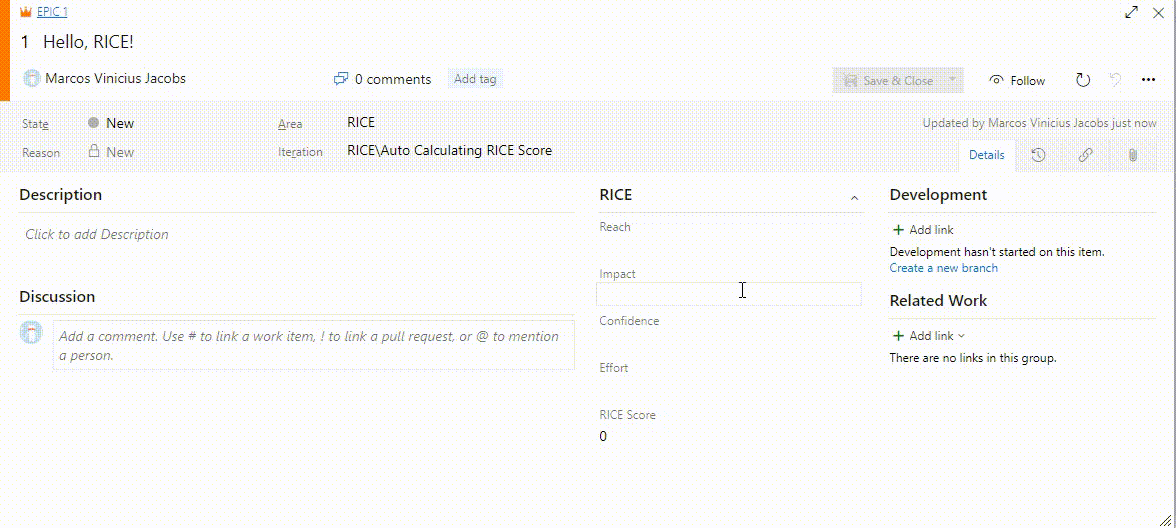 EPIC 1
1 Hello, RICE!
Marcos Vinicius Jacobs
0 comments
Add tag
Save & Close
Follow
State
New
Area
RICE
Updated by Marcos Vinicius Jacobs just now
Reason
New
Iteration
RICE\Auto Calculating RICE Score
Details
Description
Click to add Description
Discussion
Add a comment. Use # to link a work item, ! to link a pull request, or @ to mention
a person.
RICE
Reach
Impact
Confidence
Effort
RICE Score
0
Development
+ Add link
Development hasn't started on this item.
Create a new branch
Related Work
+ Add link
There are no links in this group.